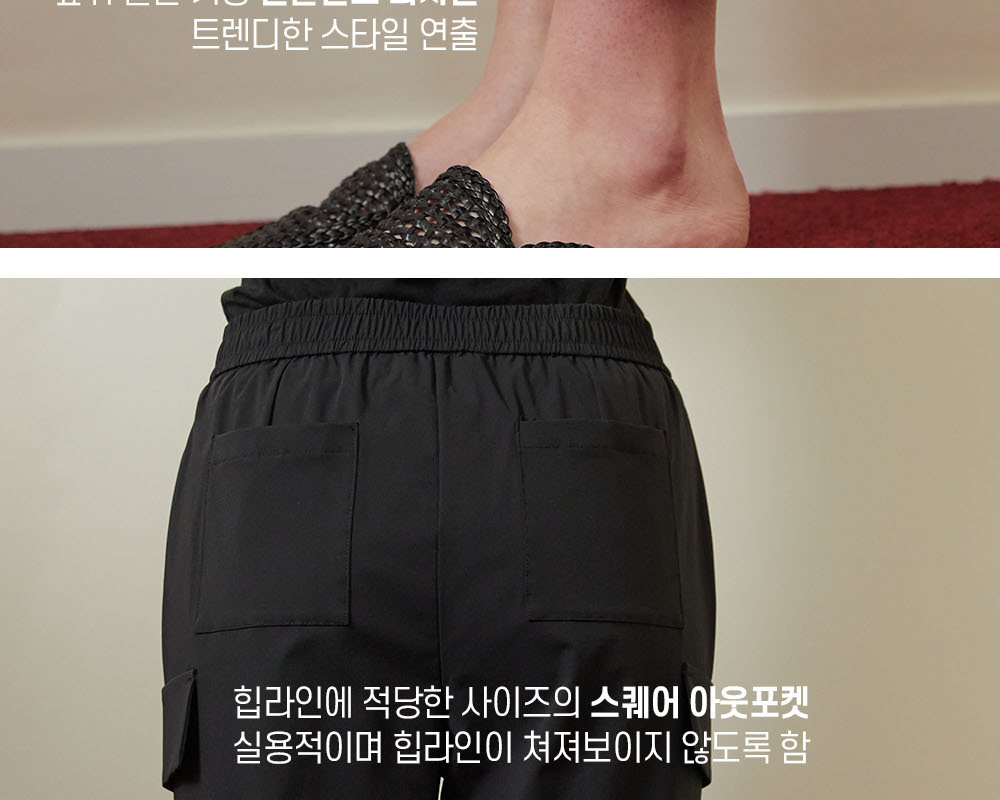 트렌디한 스타일 연출
힙라인에 적당한 사이즈의 스퀘어 아웃포켓
실용적이며 힙라인이 쳐져보이지 않도록 함